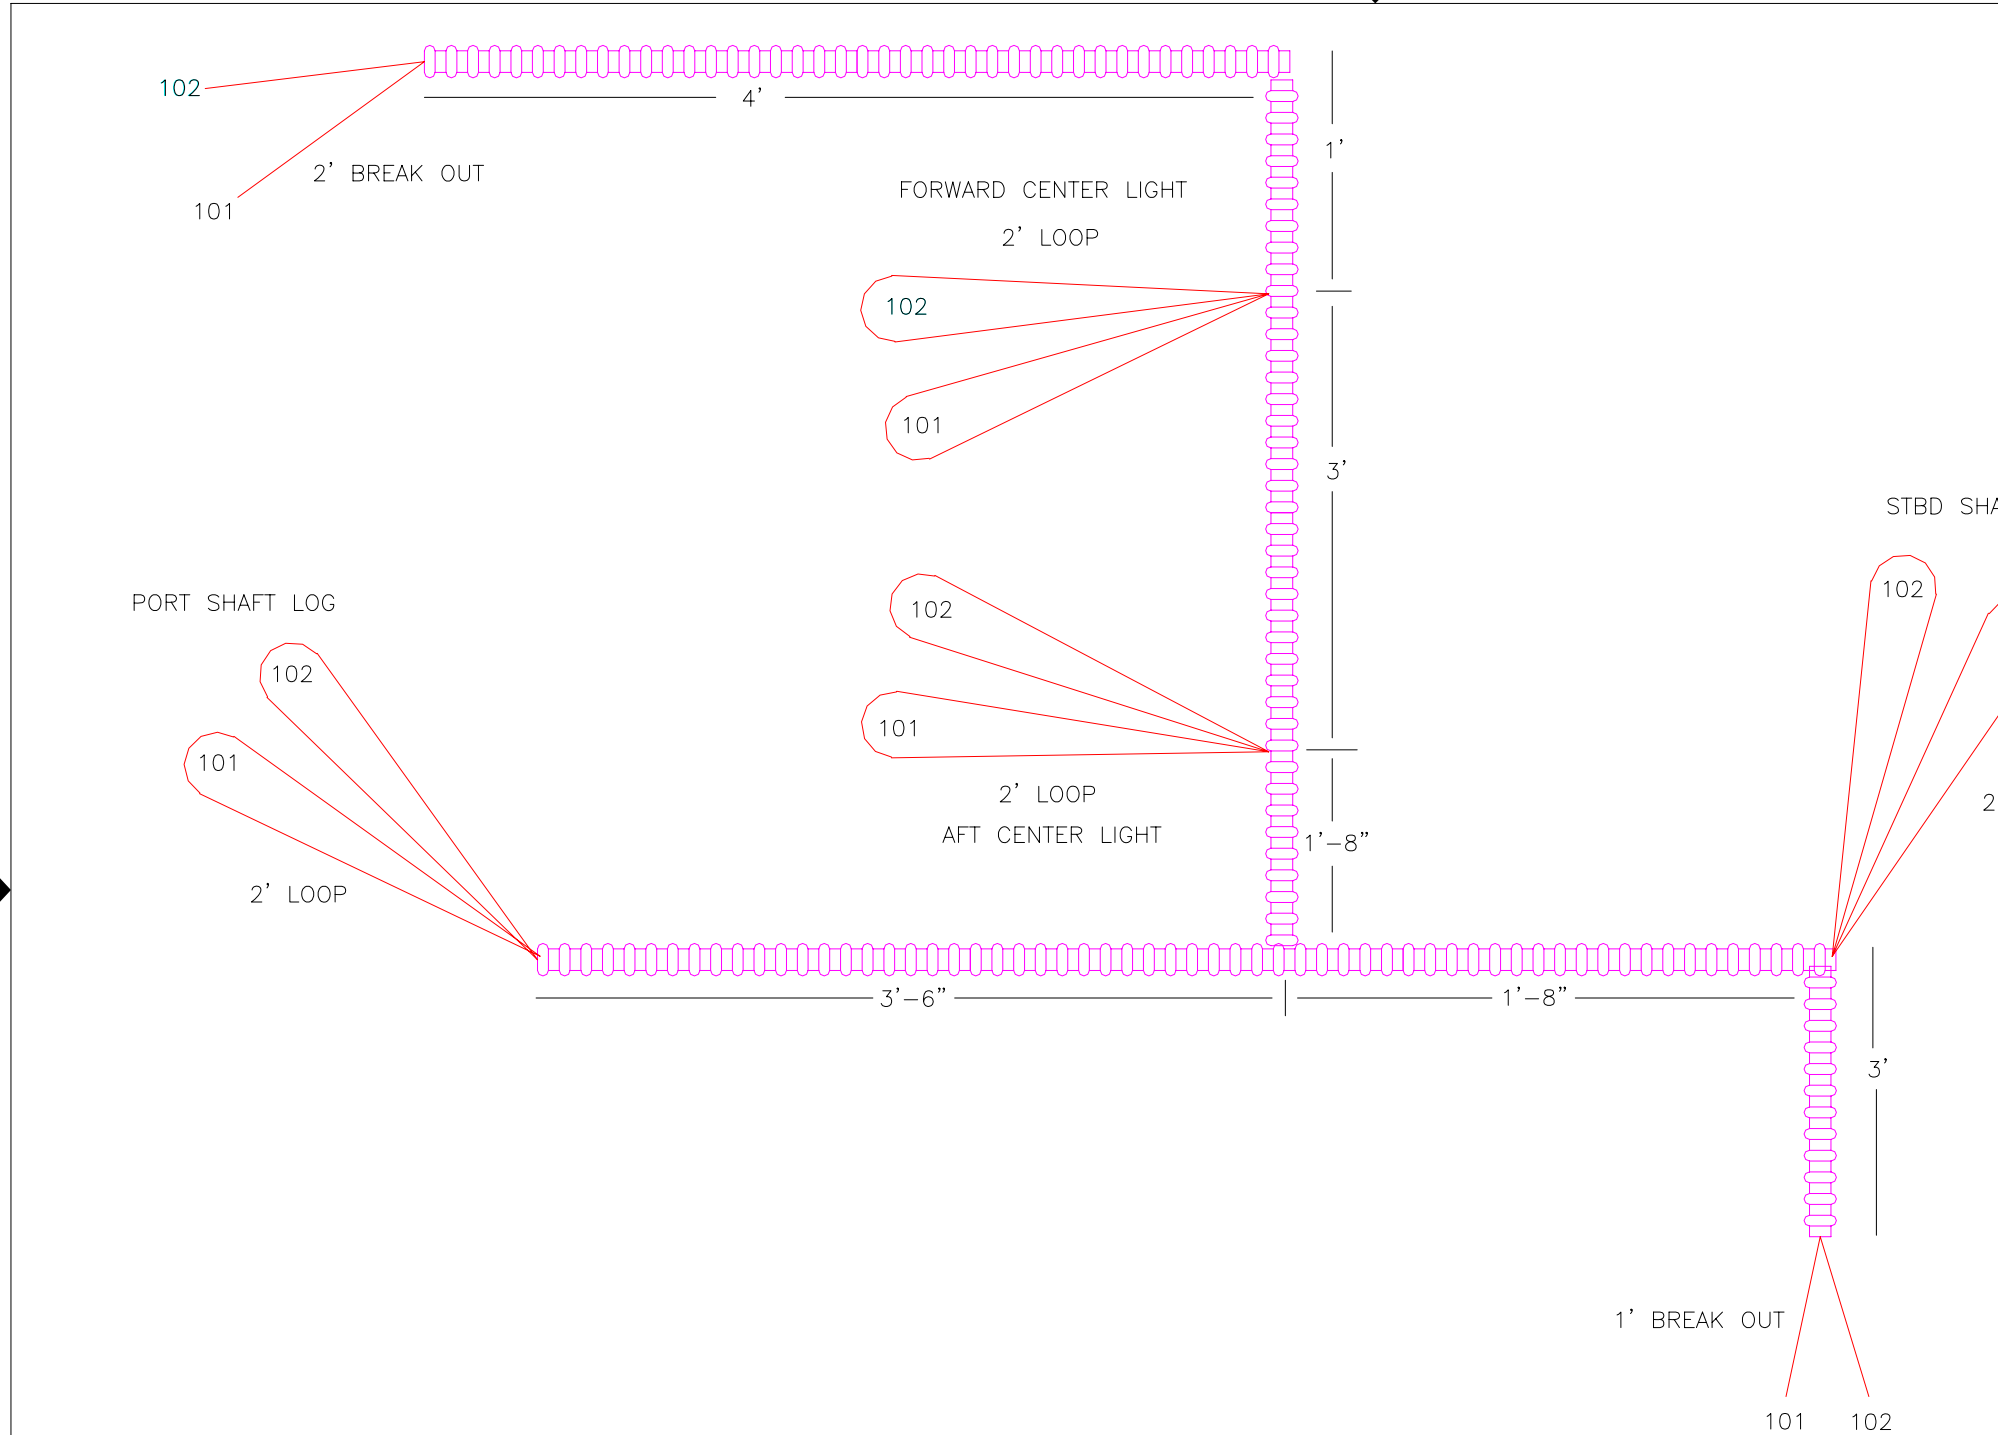 102
4'
2' BREAK OUT
101
1'
FORWARD CENTER LIGHT
2' LOOP
102
101
3'
STBD
102
2
PORT SHAFT LOG
102
101
2' LOOP
102
101
2' LOOP
AFT CENTER LIGHT
1'-8"
3'-6"
1'-8"
3'
1' BREAK OUT
101
102